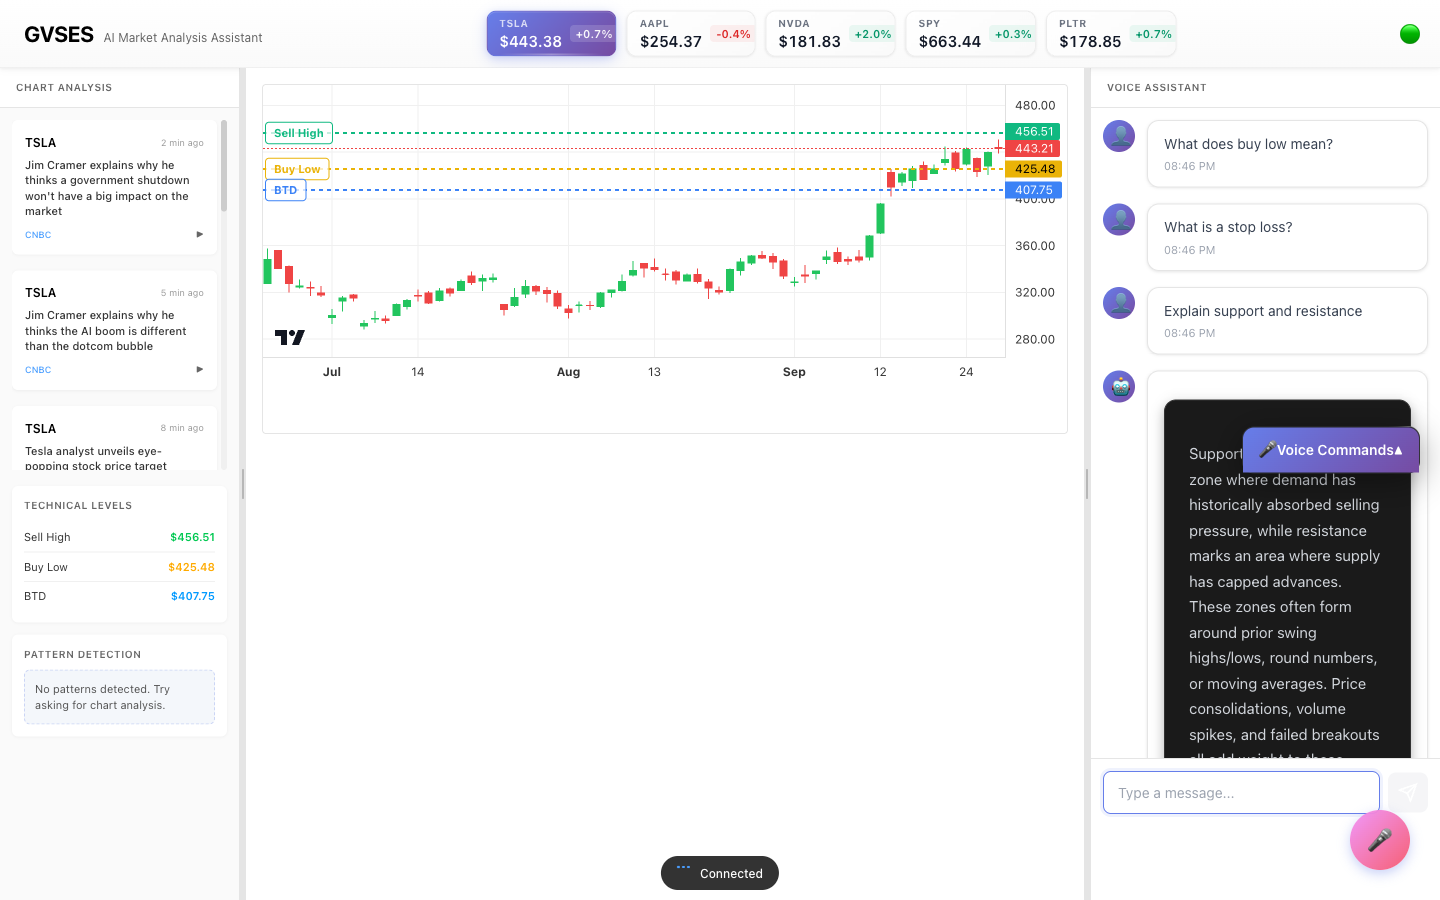 GVSES AI Market Analysis Assistant
TSLA
$443.38 +0.7%
AAPL
$254.37 -0.4%
NVDA
$181.83 +2.0%
SPY
$663.44 +0.3%
PLTR
$178.85 +0.7%
CHART ANALYSIS
TSLA 2 min ago
Jim Cramer explains why he
thinks a government shutdown
won't have a big impact on the
market
CNBC
TSLA 5 min ago
Jim Cramer explains why he
thinks the AI boom is different
than the dotcom bubble
CNBC
TSLA 8 min ago
Tesla analyst unveils eye-
popping stock price target
TECHNICAL LEVELS
Sell High $456.51
Buy Low $425.48
BTD $407.75
PATTERN DETECTION
No patterns detected. Try
asking for chart analysis.
Sell High
Buy Low
BTD
480.00
456.51
443.21
425.48
407.75
400.00
360.00
320.00
280.00
Jul 14 Aug 13 Sep 12 24
Connected
VOICE ASSISTANT
What does buy low mean?
08:46 PM
What is a stop loss?
08:46 PM
Explain support and resistance
08:46 PM
Voice Commands
Support
zone where demand has
historically absorbed selling
pressure, while resistance
marks an area where supply
has capped advances.
These zones often form
around prior swing
highs/lows, round numbers,
or moving averages. Price
consolidations, volume
spikes, and failed breakouts
all add weight to these
Type a message...